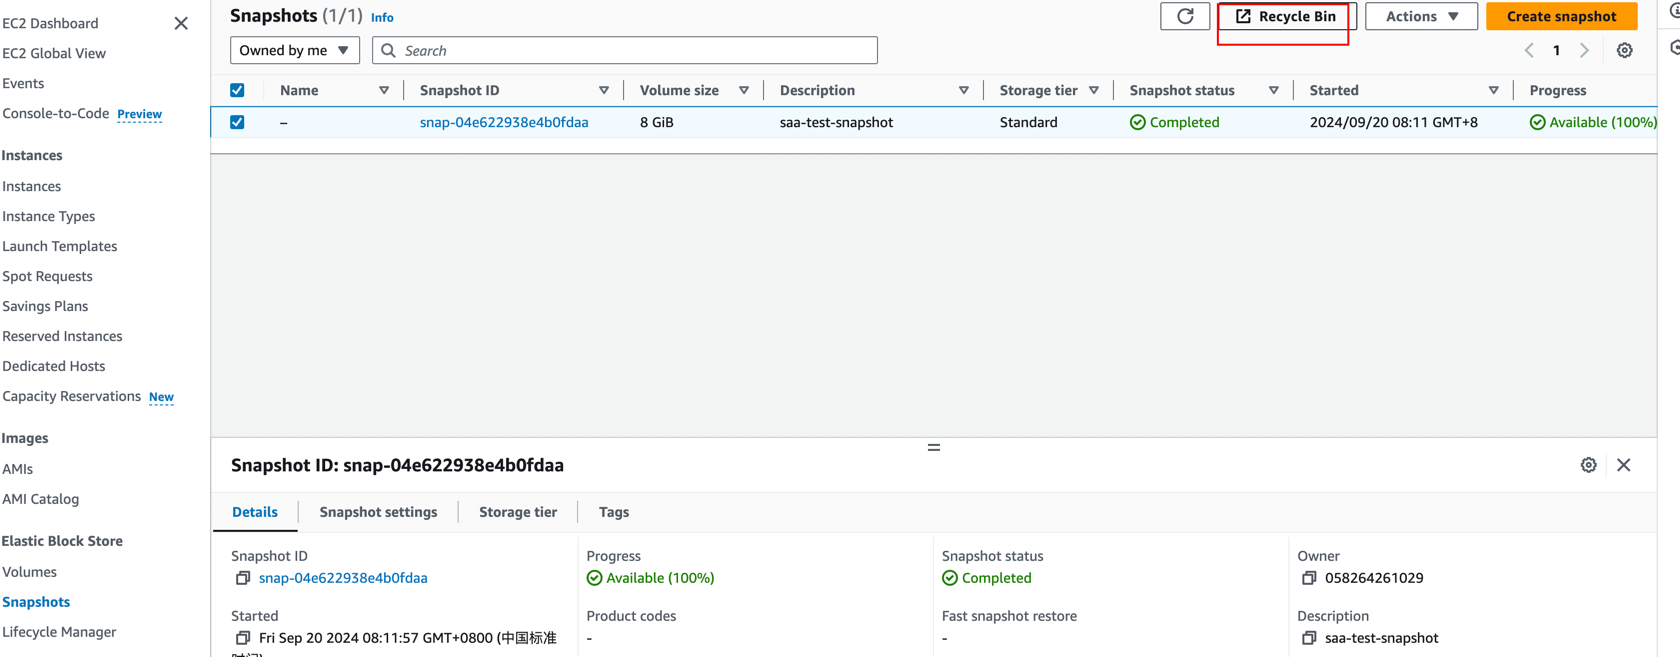 EC2 Dashboard
EC2 Global View
Events
Console-to-Code Preview
Instances
Instances
Instance Types
Launch Templates
Spot Requests
Savings Plans
Reserved Instances
Dedicated Hosts
Capacity Reservations New
Images
AMIs
AMI Catalog
Elastic Block Store
Volumes
Snapshots
Lifecycle Manager
Snapshots (1/1) Info
Recycle Bin
Actions
Create snapshot
Owned by me
Search
1
Name Snapshot ID Volume size Description Storage tier Snapshot status Started Progress
– snap-04e622938e4b0fdaa 8 GiB saa-test-snapshot Standard Completed 2024/09/20 08:11 GMT+8 Available (100%)
Snapshot ID: snap-04e622938e4b0fdaa
Details Snapshot settings Storage tier Tags
Snapshot ID
snap-04e622938e4b0fdaa
Progress
Available (100%)
Snapshot status
Completed
Owner
058264261029
Started
Fri Sep 20 2024 08:11:57 GMT+0800 (中国标准
时间)
Product codes
-
Fast snapshot restore
-
Description
saa-test-snapshot